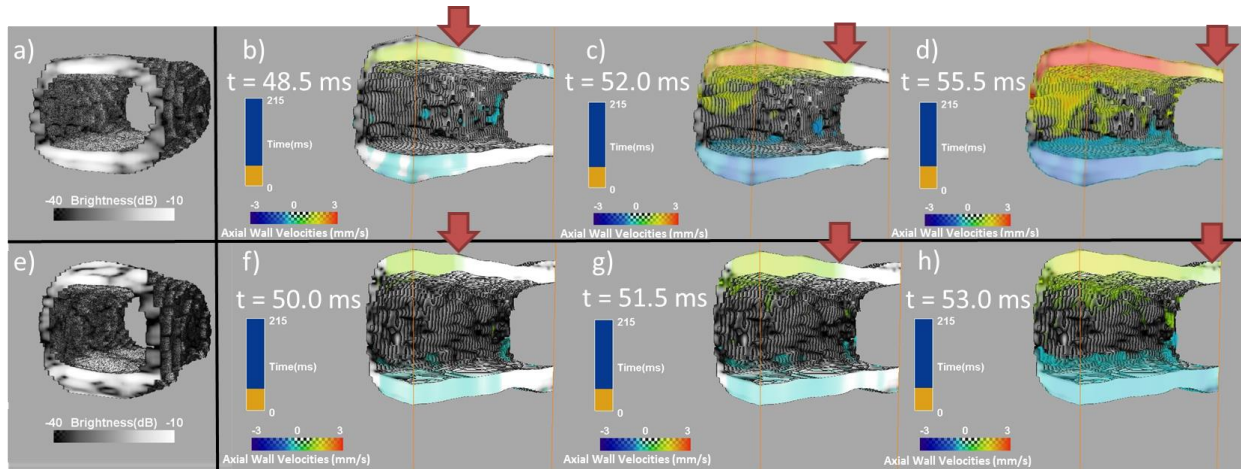 a)
-40 Brightness(dB) -10
b)
t = 48.5 ms
215
Time(ms)
0
-3 0 3
Axial Wall Velocities (mm/s)
c)
t = 52.0 ms
215
Time(ms)
0
-3 0 3
Axial Wall Velocities (mm/s)
d)
t = 55.5 ms
215
Time(ms)
0
-3 0 3
Axial Wall Velocities (mm/s)
e)
-40 Brightness(dB) -10
f)
t = 50.0 ms
215
Time(ms)
0
-3 0 3
Axial Wall Velocities (mm/s)
g)
t = 51.5 ms
215
Time(ms)
0
-3 0 3
Axial Wall Velocities (mm/s)
h)
t = 53.0 ms
215
Time(ms)
0
-3 0 3
Axial Wall Velocities (mm/s)